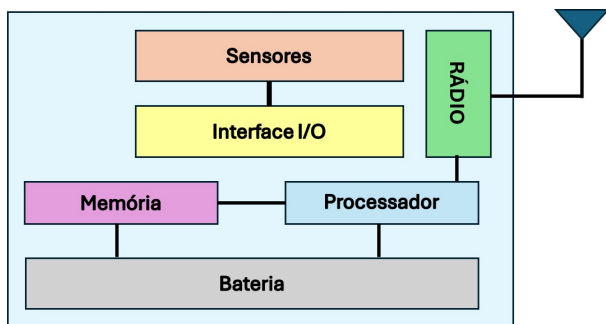 Sensores
RÁDIO
Interface I/O
Memória
Processador
Bateria